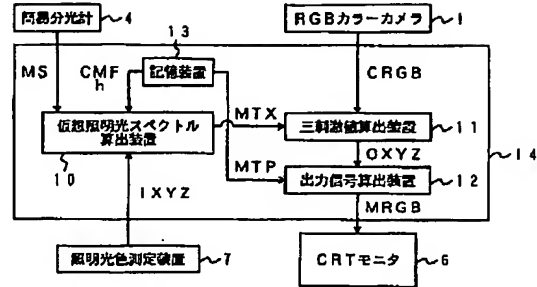 簡易分光計
4
RGBカラーカメラ
1
13
MS
CMF
h
記憶装置
CRGB
仮想照明光スペクトル
算出装置
MTX
三刺激値算出装置
11
10
OXYZ
14
IXYZ
MTP
出力信号算出装置
12
MRGB
照明光色測定装置
7
CRTモニタ
6